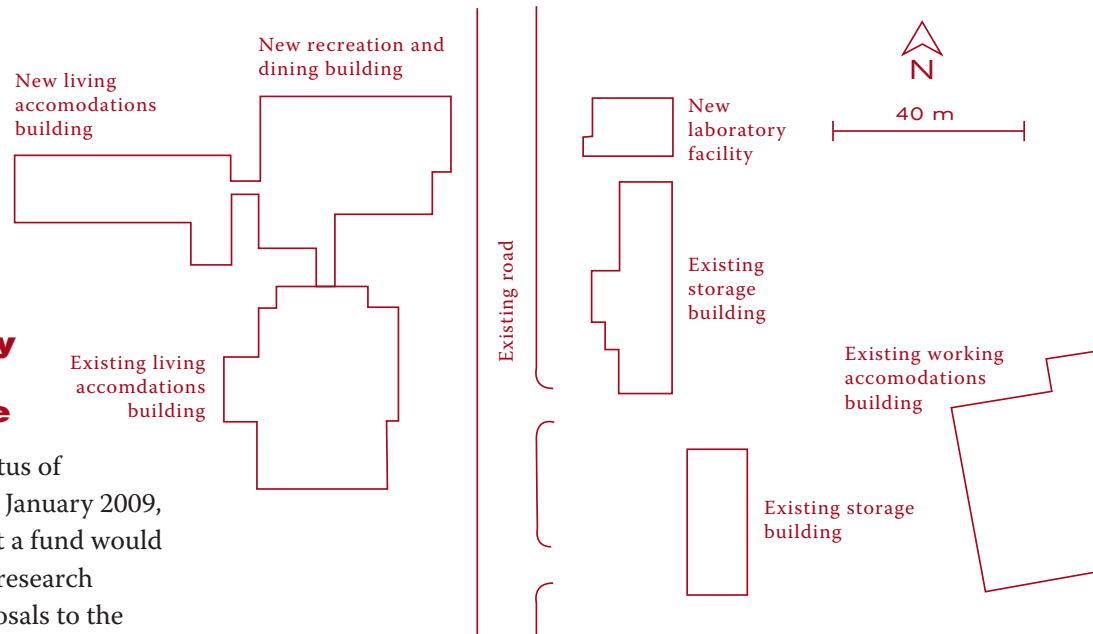 New recreation and
dining building
New living
accomodations
building
N
40 m
New
laboratory
facility
Existing road
Existing
storage
building
Existing living
accomdations
building
Existing working
accomodations
building
Existing storage
building
y
e
tus of
January 2009,
t a fund would
research
osals to the